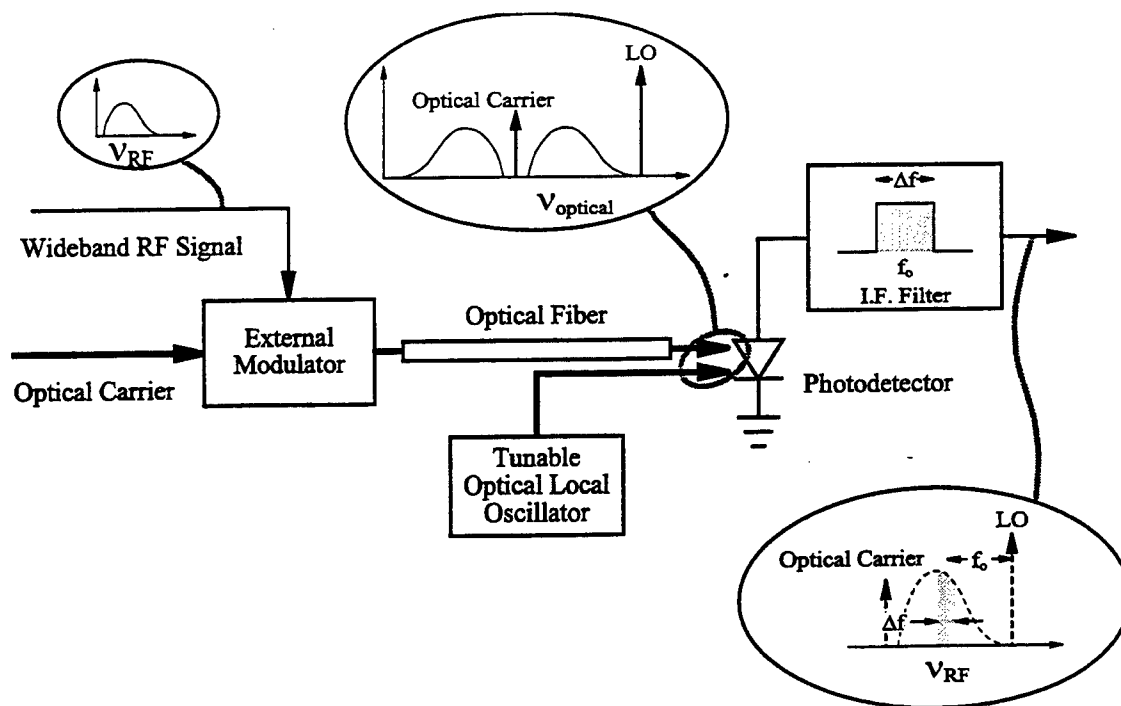 LO
Optical Carrier
ν_RF
ν_optical
Δf
Wideband RF Signal
f_o
I.F. Filter
Optical Fiber
External
Modulator
Optical Carrier
Photodetector
Tunable
Optical Local
Oscillator
LO
Optical Carrier
f_o
Δf
ν_RF